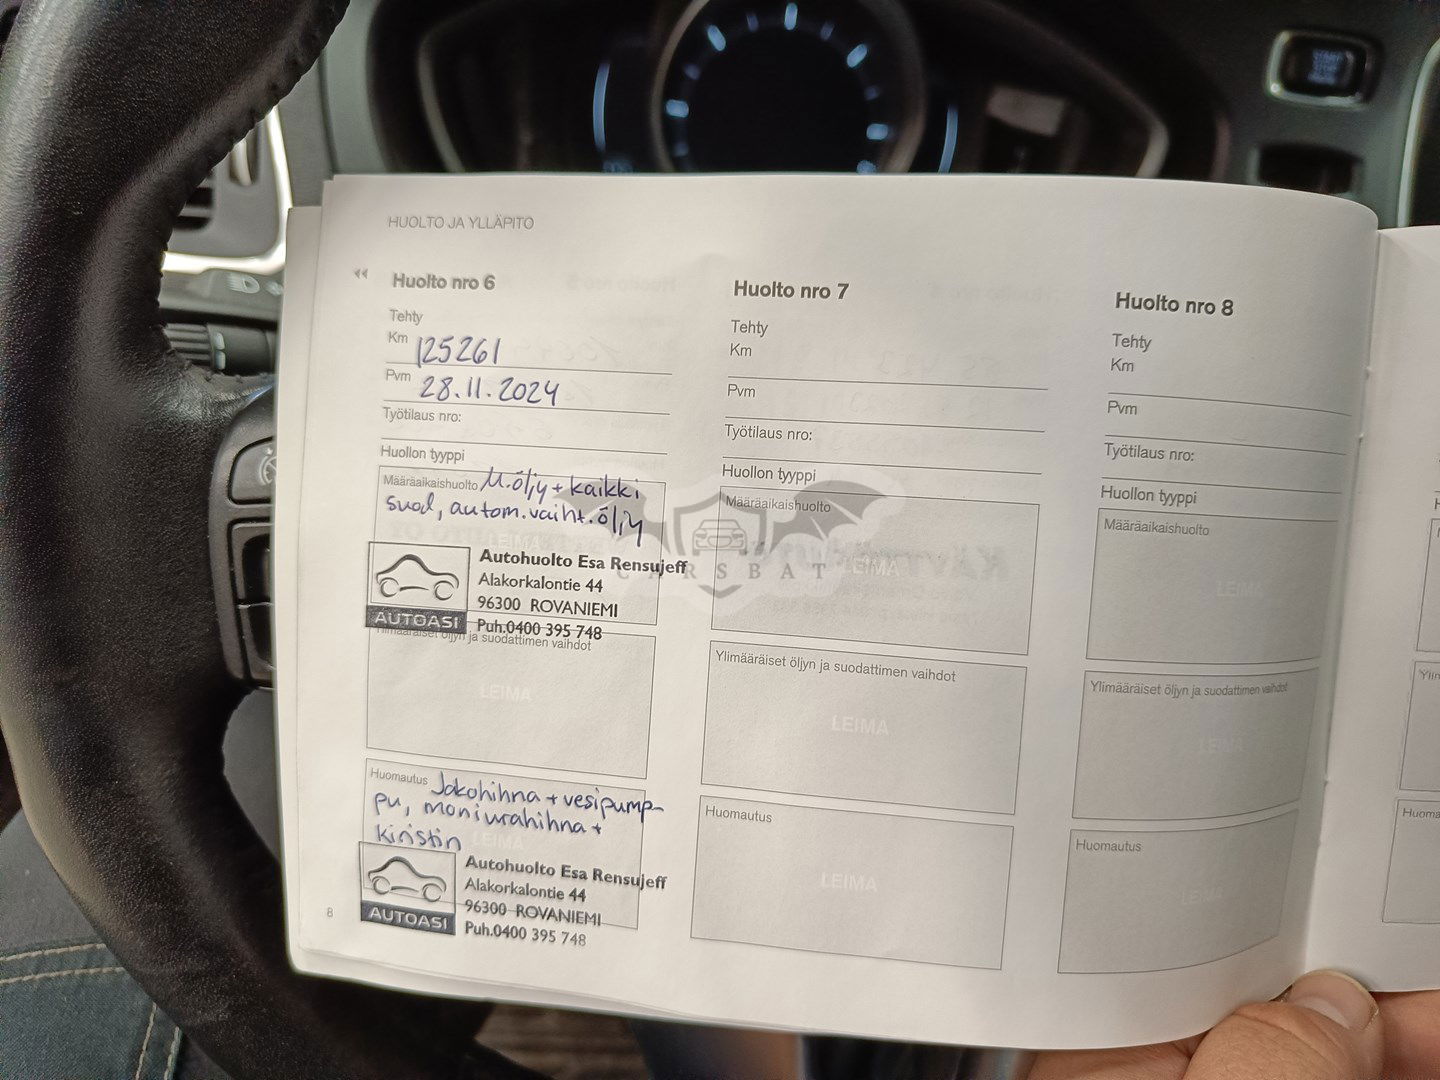 HUOLTO JA YLLÄPITO
Huolto nro 6
Tehty
Km 125261
Pvm 28.11.2024
Työtilaus nro:
Huollon tyyppi
Määräaikaishuolto M.öljy + kaikki
suod, autom.vaiht.öljy
LEIMA
Autohuolto Esa Rensujeff
Alakorkalontie 44
96300 ROVANIEMI
AUTOASI Puh.0400 395 748
Ylimääräiset öljyn ja suodattimen vaihdot
LEIMA
Huomautus Jakohihna + vesipump-
pu, moniurahihna +
kiristin
LEIMA
Autohuolto Esa Rensujeff
Alakorkalontie 44
96300 ROVANIEMI
AUTOASI Puh.0400 395 748
8
Huolto nro 7
Tehty
Km
Pvm
Työtilaus nro:
Huollon tyyppi
Määräaikaishuolto
LEIMA
CARSBAT
Ylimääräiset öljyn ja suodattimen vaihdot
LEIMA
Huomautus
LEIMA
Huolto nro 8
Tehty
Km
Pvm
Työtilaus nro:
Huollon tyyppi
Määräaikaishuolto
LEIMA
Ylimääräiset öljyn ja suodattimen vaihdot
LEIMA
Huomautus
LEIMA